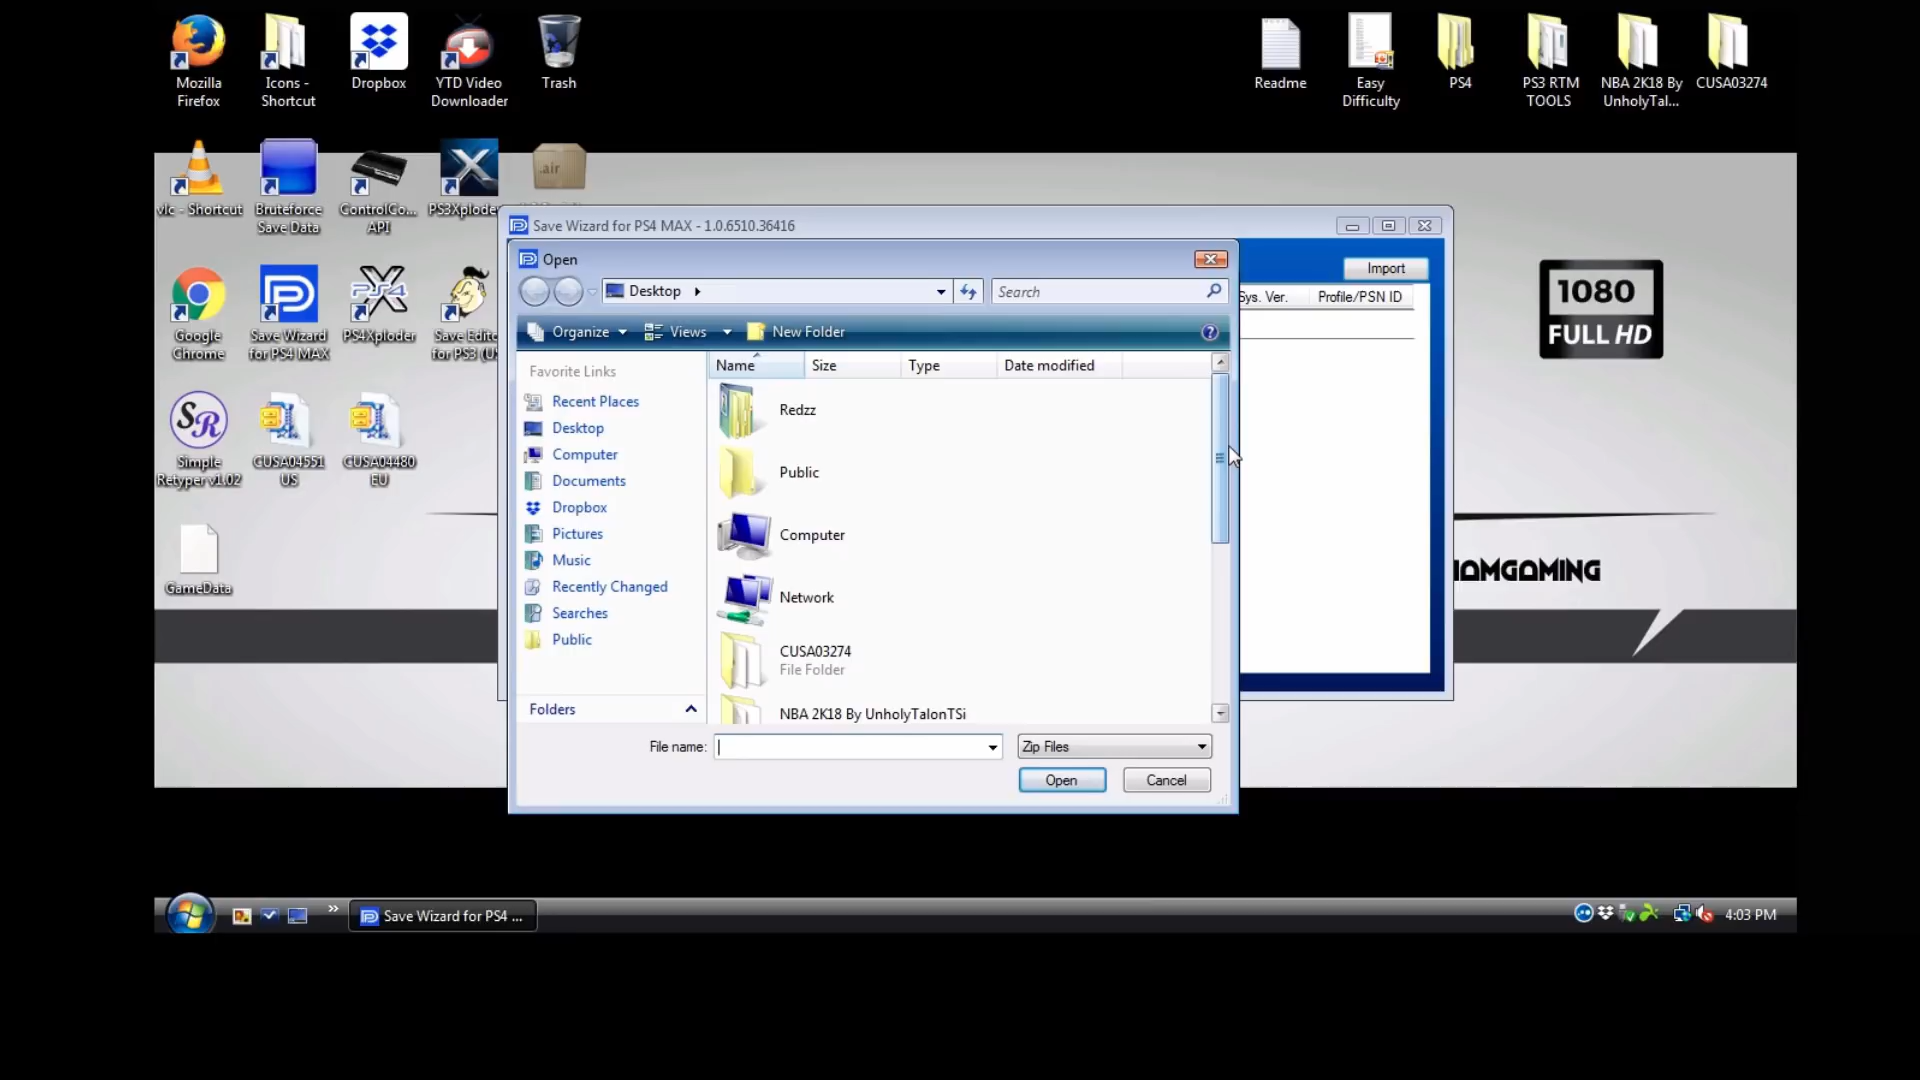 Mozilla
Firefox
Icons -
Shortcut
Dropbox
YTD Video
Downloader
Trash
Readme
Easy
Difficulty
PS4
PS3 RTM
TOOLS
NBA 2K18 By
UnholyTal...
CUSA03274
vlc - Shortcut
Bruteforce
Save Data
ControlCo...
API
PS3Xplode
.air
Google
Chrome
Save Wizard
for PS4 MAX
PS4
PS4Xploder
Save Edito
for PS3 (U
SR
Simple
Retyper v1.02
CUSA04551
US
CUSA04480
EU
GameData
Save Wizard for PS4 MAX - 1.0.6510.36416
Import
Sys. Ver.
Profile/PSN ID
Open
Desktop
Search
Organize
Views
New Folder
Favorite Links
Recent Places
Desktop
Computer
Documents
Dropbox
Pictures
Music
Recently Changed
Searches
Public
Folders
Name
Size
Type
Date modified
Redzz
Public
Computer
Network
CUSA03274
File Folder
NBA 2K18 By UnholyTalonTSi
File name:
Zip Files
Open
Cancel
1080
FULL HD
IAMGAMING
Save Wizard for PS4 ...
4:03 PM